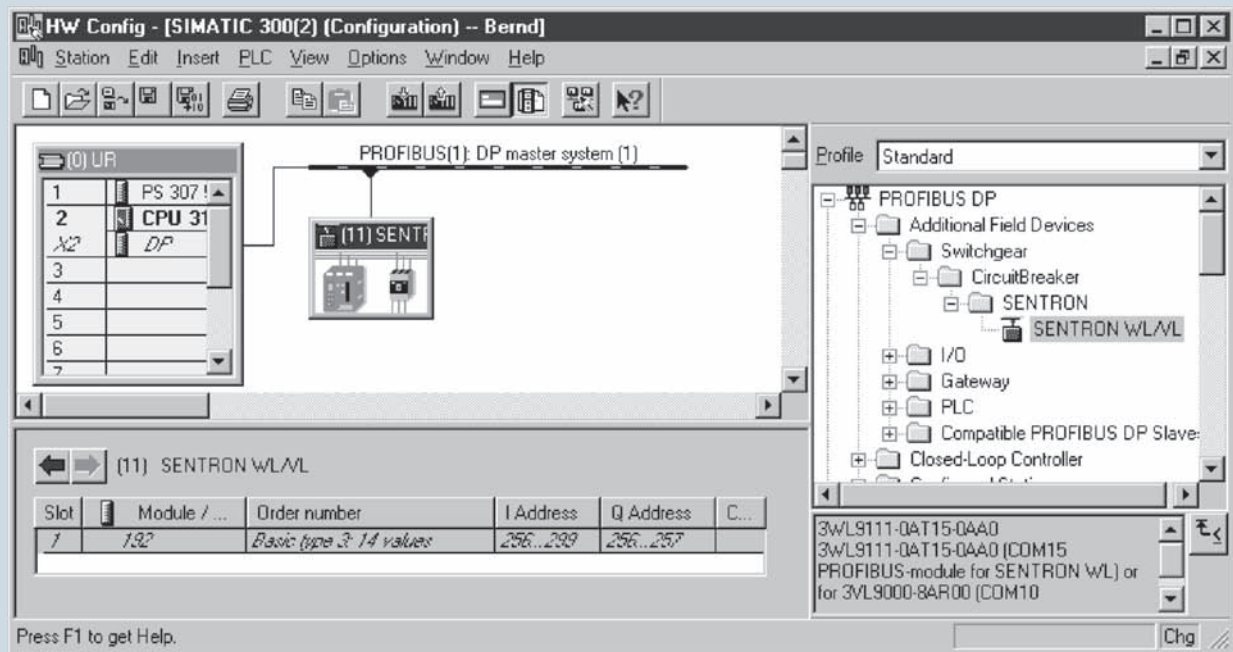 HW Config - [SIMATIC 300(2) (Configuration) -- Bernd]
Station Edit Insert PLC View Options Window Help
(0) UR
1 PS 307
2 CPU 31
X2 DP
3
4
5
6
7
PROFIBUS(1): DP master system (1)
(11) SENTR
Profile Standard
PROFIBUS DP
Additional Field Devices
Switchgear
CircuitBreaker
SENTRON
SENTRON WL/VL
I/O
Gateway
PLC
Compatible PROFIBUS DP Slave
Closed-Loop Controller
(11) SENTRON WL/VL
Slot Module / ... Order number I Address Q Address C...
1 192 Basic type 3: 14 values 256...299 256...257
3WL9111-0AT15-0AA0
3WL9111-0AT15-0AA0 (COM15
PROFIBUS-module for SENTRON WL) or
for 3VL9000-8AR00 (COM10
Press F1 to get Help.
Chg